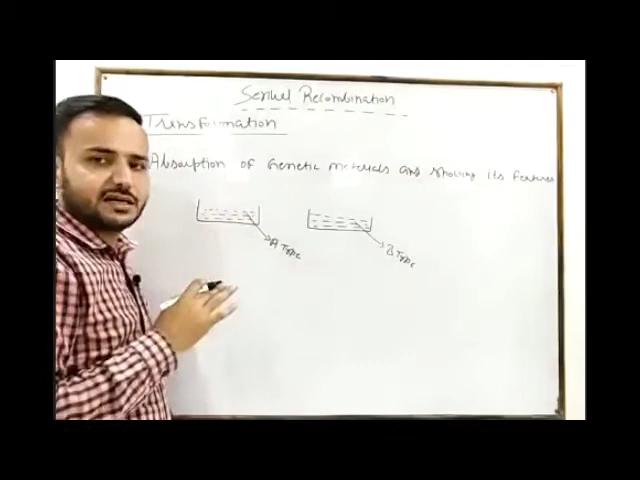 Sexual Recombination
Transformation
Absorption of Genetic materials and showing its features
A Type
B Type